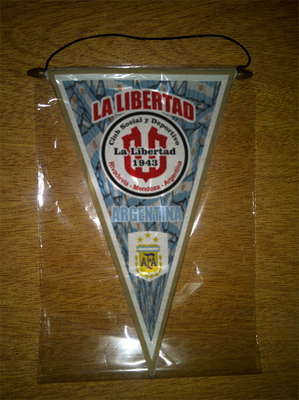 LA LIBERTAD
Club Social y Deportivo
La Libertad
1943
Rivadavia - Mendoza - Argentina
ARGENTINA
AFA